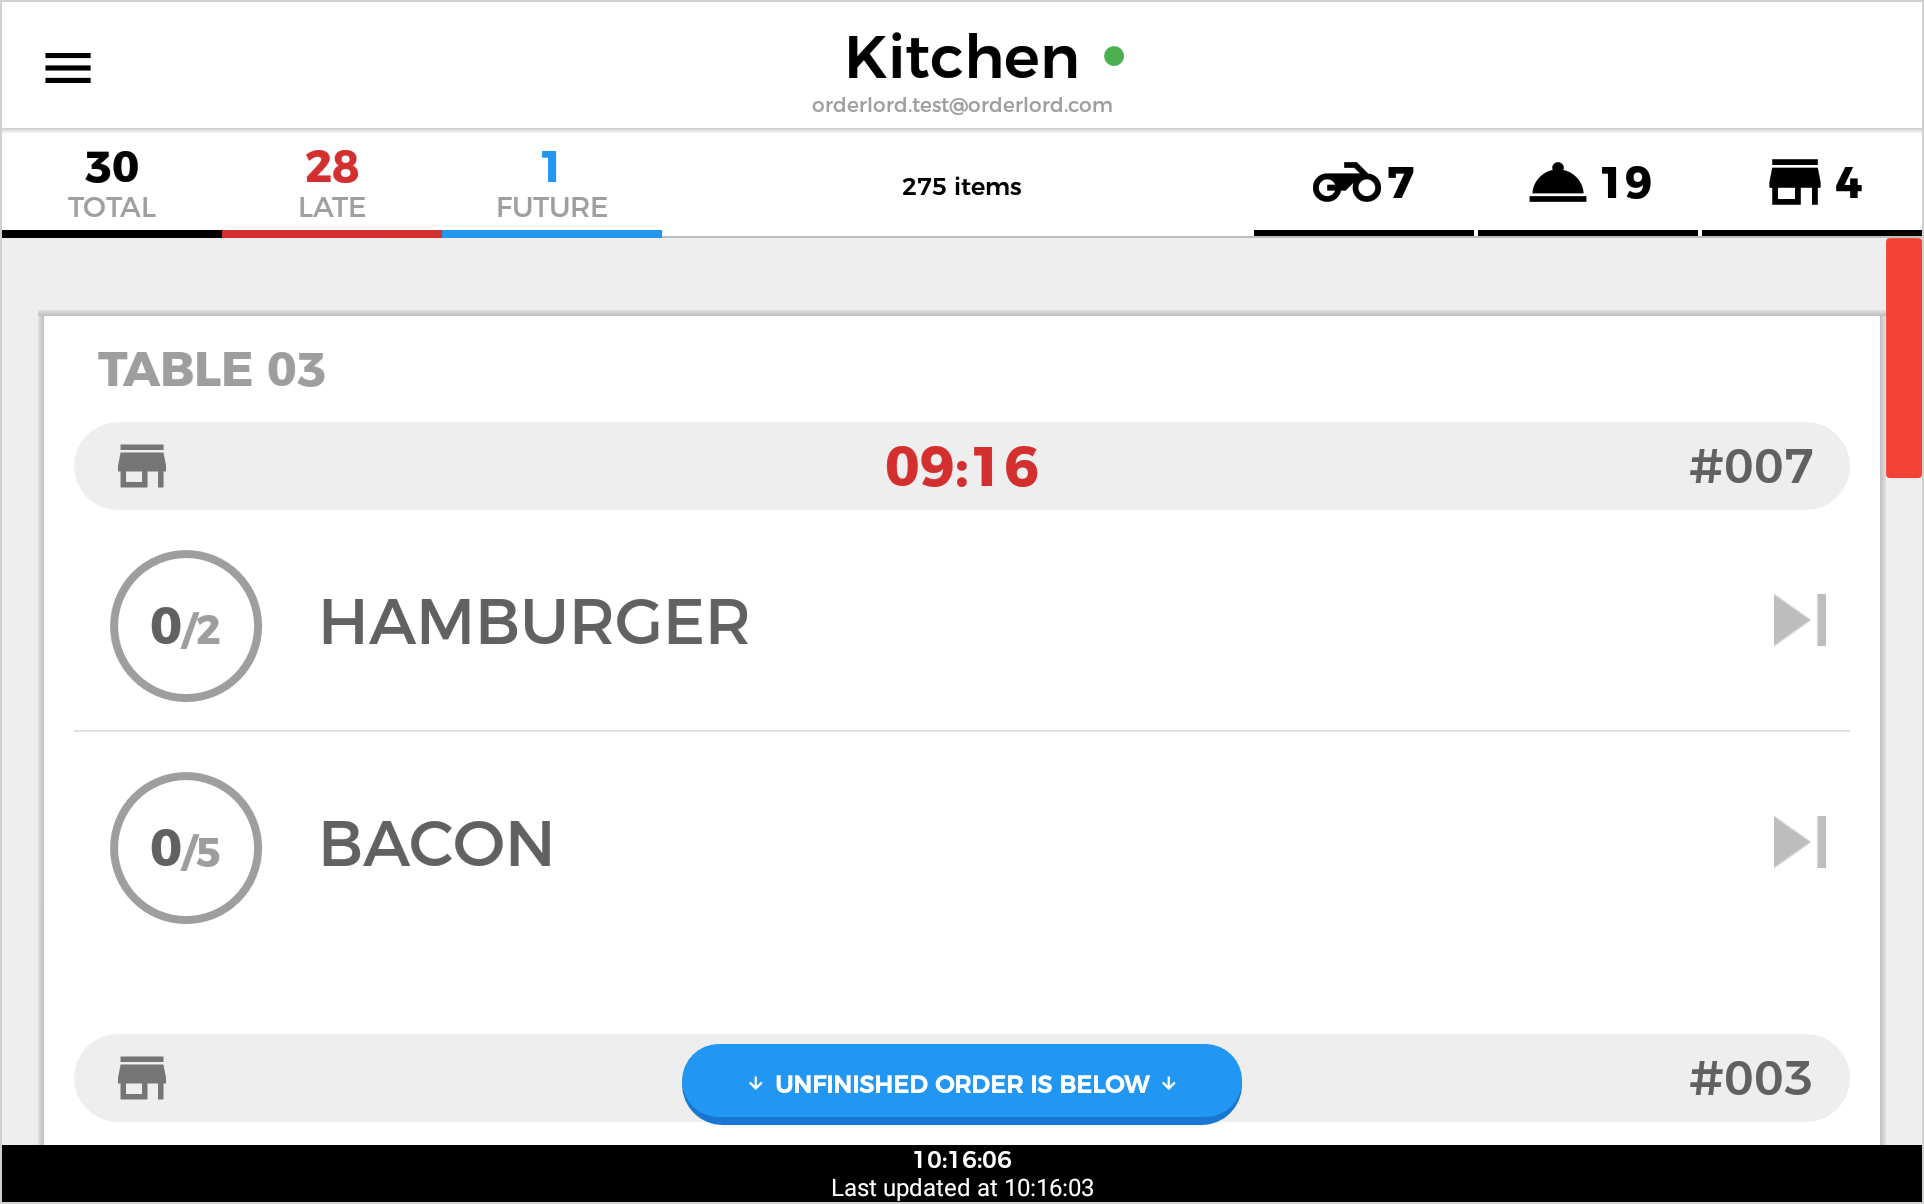 Kitchen
orderlord.test@orderlord.com
30
TOTAL
28
LATE
1
FUTURE
275 items
7
19
4
TABLE 03
09:16
#007
0/2
HAMBURGER
0/5
BACON
↓ UNFINISHED ORDER IS BELOW ↓
#003
10:16:06
Last updated at 10:16:03